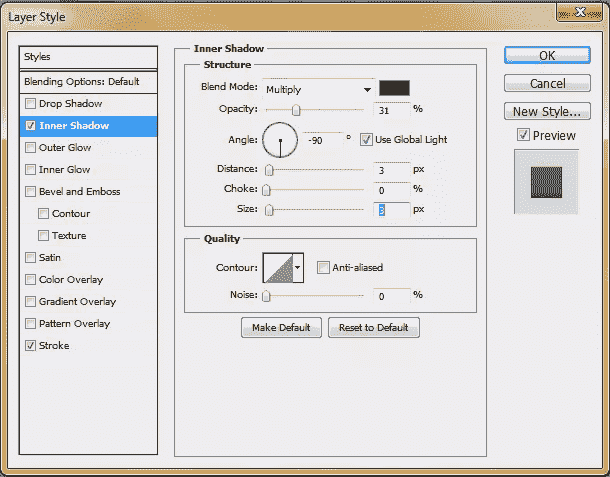 Layer Style
Styles
Blending Options: Default
Drop Shadow
Inner Shadow
Outer Glow
Inner Glow
Bevel and Emboss
Contour
Texture
Satin
Color Overlay
Gradient Overlay
Pattern Overlay
Stroke
Inner Shadow
Structure
Blend Mode: Multiply
Opacity: 31 %
Angle: -90 ° Use Global Light
Distance: 3 px
Choke: 0 %
Size: 3 px
Quality
Contour: Anti-aliased
Noise: 0 %
Make Default Reset to Default
OK
Cancel
New Style...
Preview